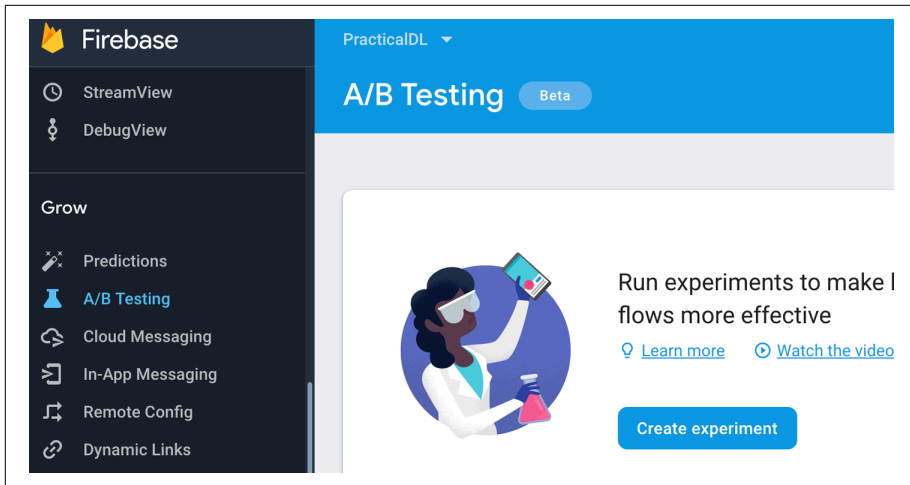 Firebase
StreamView
DebugView
Grow
Predictions
A/B Testing
Cloud Messaging
In-App Messaging
Remote Config
Dynamic Links
PracticalDL
A/B Testing Beta
Run experiments to make
flows more effective
Learn more Watch the video
Create experiment